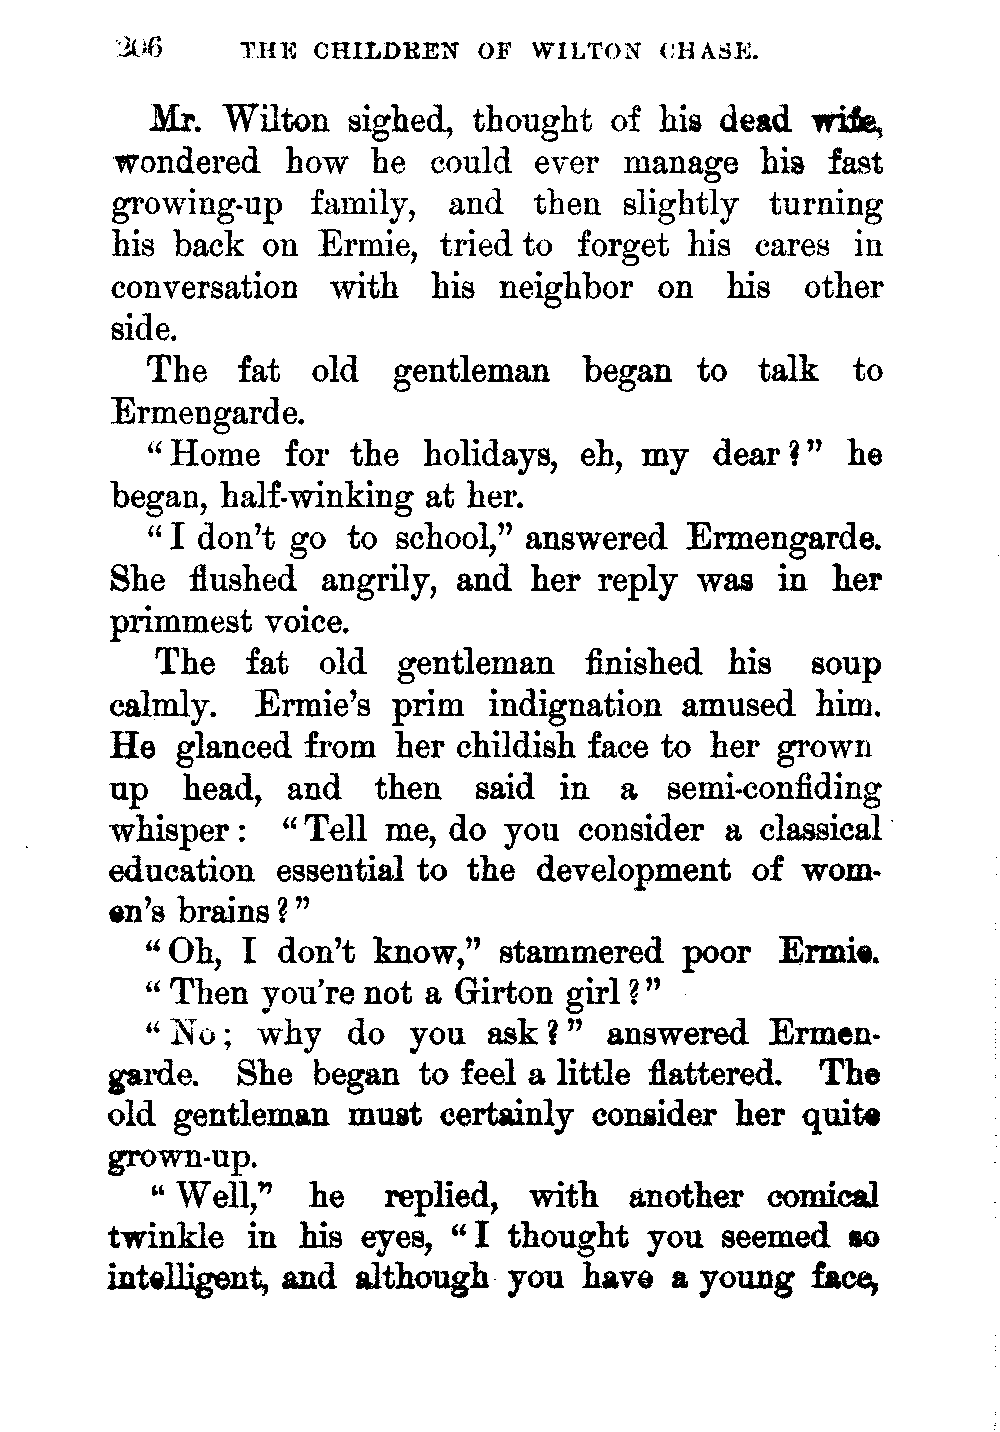 206 THE CHILDREN OF WILTON CHASE.
Mr. Wilton sighed, thought of his dead wife,
wondered how he could ever manage his fast
growing-up family, and then slightly turning
his back on Ermie, tried to forget his cares in
conversation with his neighbor on his other
side.
The fat old gentleman began to talk to
Ermengarde.
"Home for the holidays, eh, my dear?" he
began, half-winking at her.
"I don't go to school," answered Ermengarde.
She flushed angrily, and her reply was in her
primmest voice.
The fat old gentleman finished his soup
calmly. Ermie's prim indignation amused him.
He glanced from her childish face to her grown
up head, and then said in a semi-confiding
whisper: "Tell me, do you consider a classical
education essential to the development of wom-
en's brains?"
"Oh, I don't know," stammered poor Ermie.
"Then you're not a Girton girl?"
"No; why do you ask?" answered Ermen-
garde. She began to feel a little flattered. The
old gentleman must certainly consider her quite
grown-up.
"Well," he replied, with another comical
twinkle in his eyes, "I thought you seemed so
intelligent, and although you have a young face,